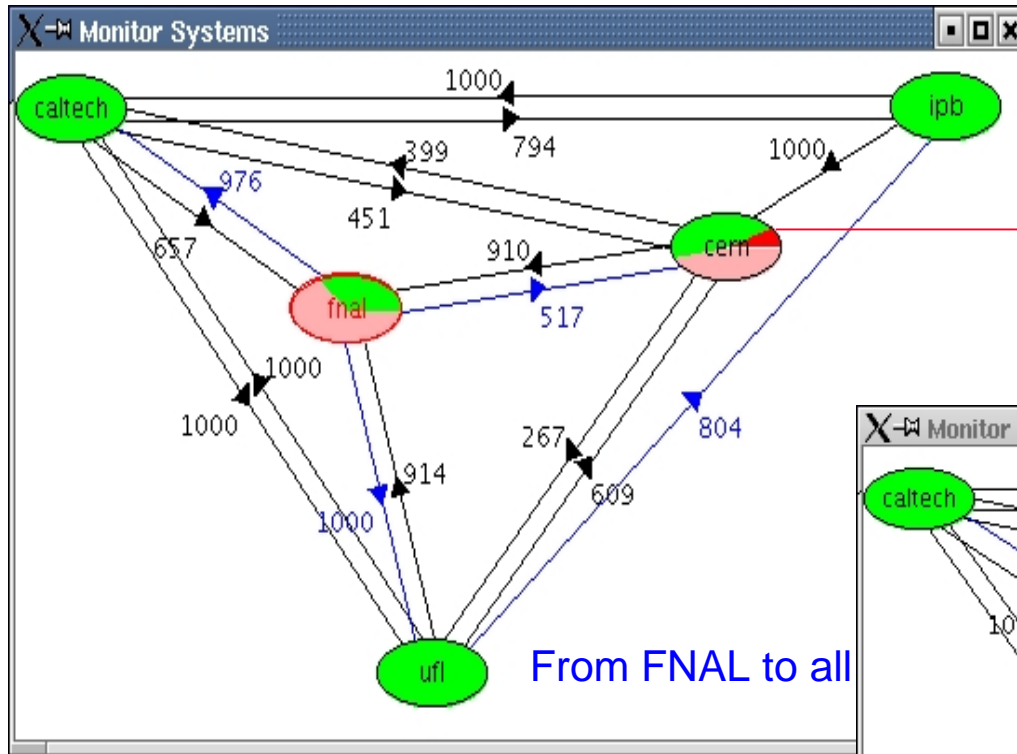 Monitor Systems
1000
caltech
ipb
794
399
1000
976
451
657
910
cern
fnal
517
1000
1000
804
267
914
609
1000
ufl
From FNAL to all
Monitor
caltech
10